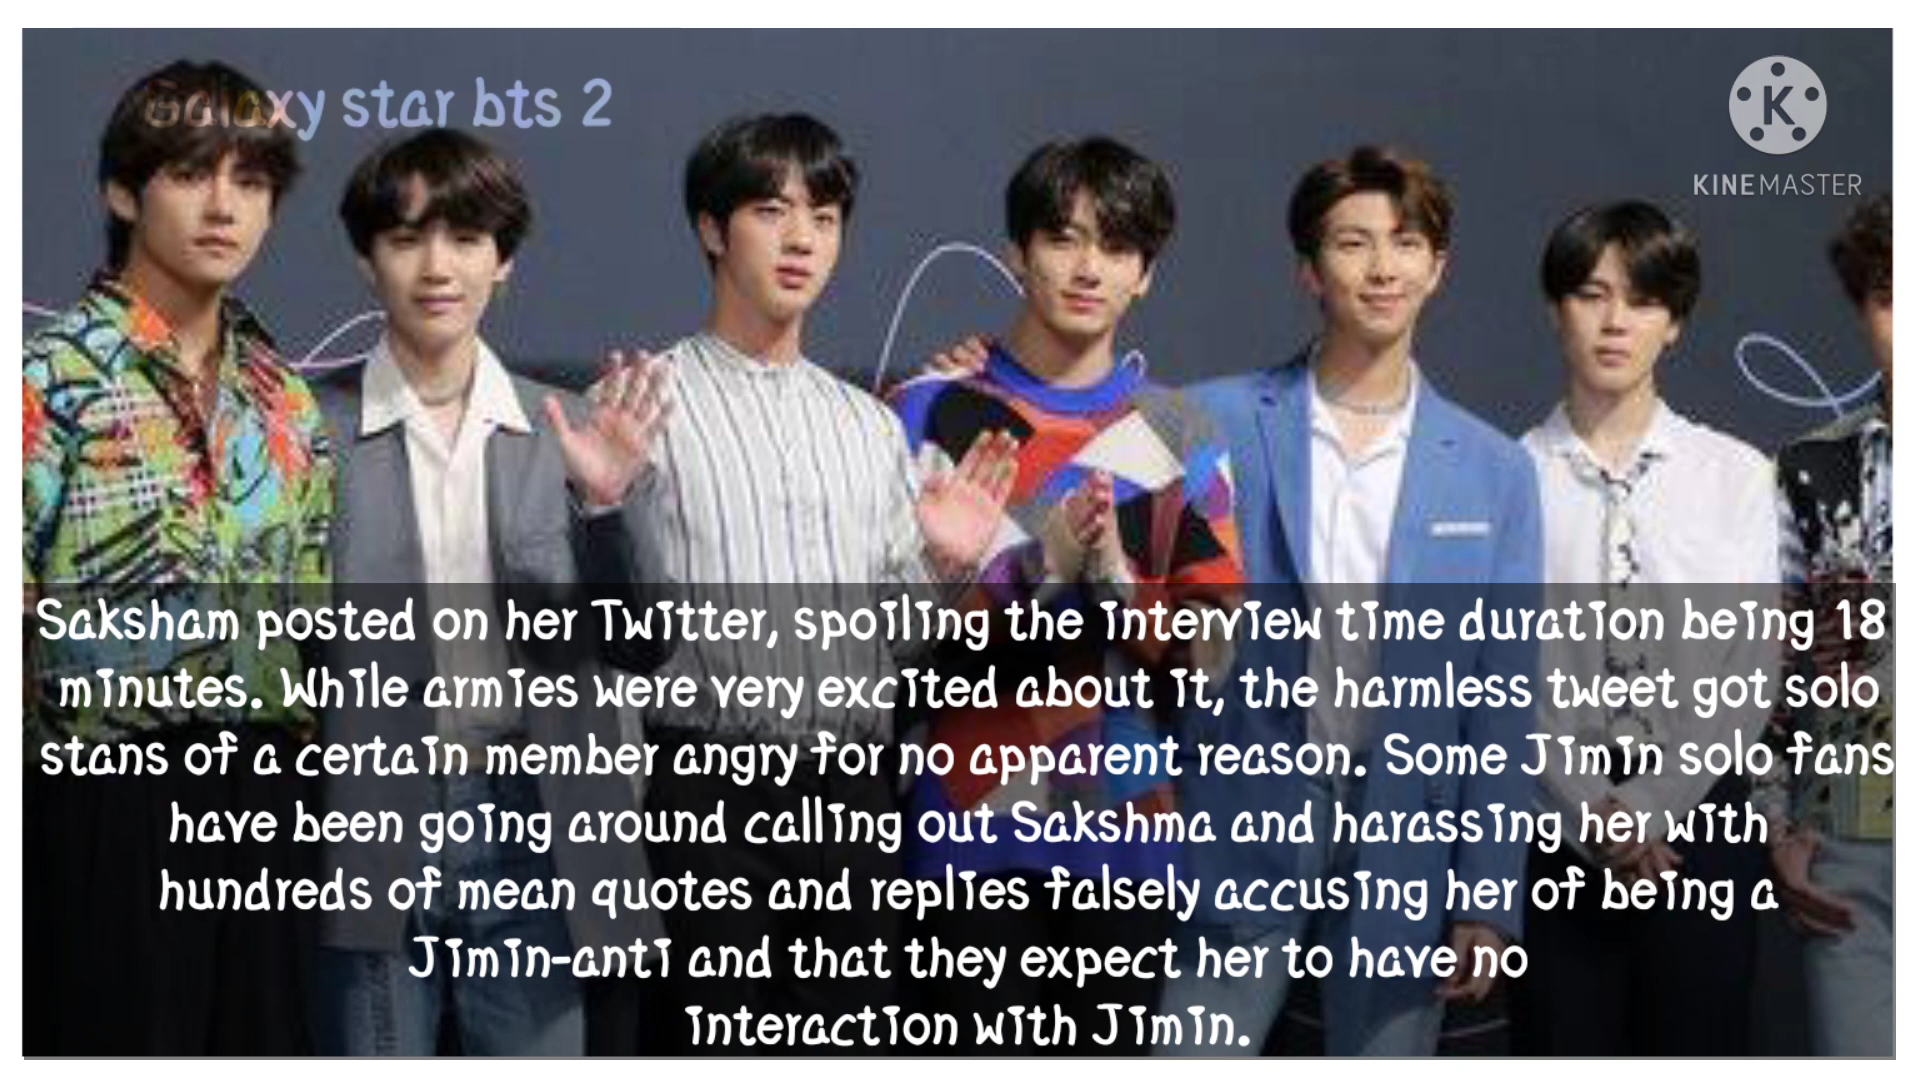 Galaxy star bts 2
K
KINEMASTER
Saksham posted on her Twitter, spoiling the interview time duration being 18
minutes. While armies were very excited about it, the harmless tweet got solo
stans of a certain member angry for no apparent reason. Some Jimin solo fans
have been going around calling out Sakshma and harassing her with
hundreds of mean quotes and replies falsely accusing her of being a
Jimin-anti and that they expect her to have no
interaction with Jimin.